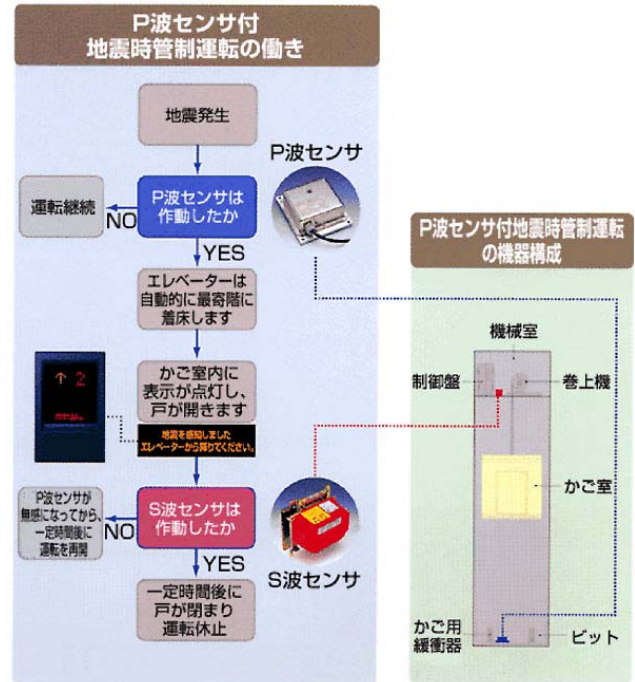 P波センサ付
地震時管制運転の働き
地震発生
P波センサ
運転継続
NO
P波センサは
作動したか
YES
エレベーターは
自動的に最寄階に
着床します
かご室内に
表示が点灯し、
戸が開きます
↑2
地震を感知しました
エレベーターから降りてください。
P波センサが
無感になってから、
一定時間後に
運転を再開
NO
S波センサは
作動したか
YES
S波センサ
一定時間後に
戸が閉まり
運転休止
P波センサ付地震時管制運転
の機器構成
機械室
制御盤
巻上機
かご室
かご用
緩衝器
ピット